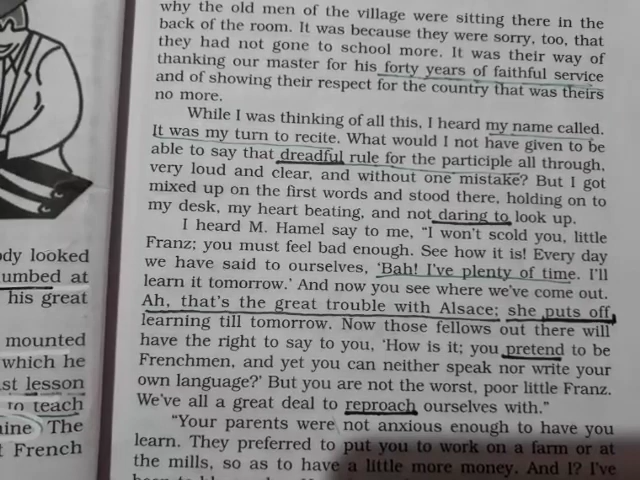 ody looked
umbed at
his great
mounted
which he
st lesson
to teach
ine The
t French
why the old men of the village were sitting there in the
back of the room. It was because they were sorry, too, that
they had not gone to school more. It was their way of
thanking our master for his forty years of faithful service
and of showing their respect for the country that was theirs
no more.
While I was thinking of all this, I heard my name called.
It was my turn to recite. What would I not have given to be
able to say that dreadful rule for the participle all through,
very loud and clear, and without one mistake? But I got
mixed up on the first words and stood there, holding on to
my desk, my heart beating, and not daring to look up.
I heard M. Hamel say to me, “I won't scold you, little
Franz; you must feel bad enough. See how it is! Every day
we have said to ourselves, ‘Bah! I've plenty of time. I'll
learn it tomorrow.’ And now you see where we've come out.
Ah, that's the great trouble with Alsace; she puts off
learning till tomorrow. Now those fellows out there will
have the right to say to you, ‘How is it; you pretend to be
Frenchmen, and yet you can neither speak nor write your
own language?’ But you are not the worst, poor little Franz.
We've all a great deal to reproach ourselves with.”
“Your parents were not anxious enough to have you
learn. They preferred to put you to work on a farm or at
the mills, so as to have a little more money. And I? I've